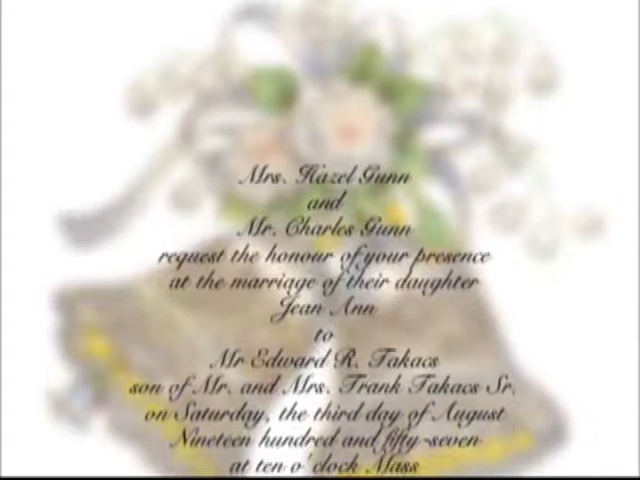 Mrs. Hazel Gunn
and
Mr. Charles Gunn
request the honour of your presence
at the marriage of their daughter
Jean Ann
to
Mr Edward R. Takacs
son of Mr. and Mrs. Frank Takacs Sr.
on Saturday, the third day of August
Nineteen hundred and fifty-seven
at ten o'clock Mass